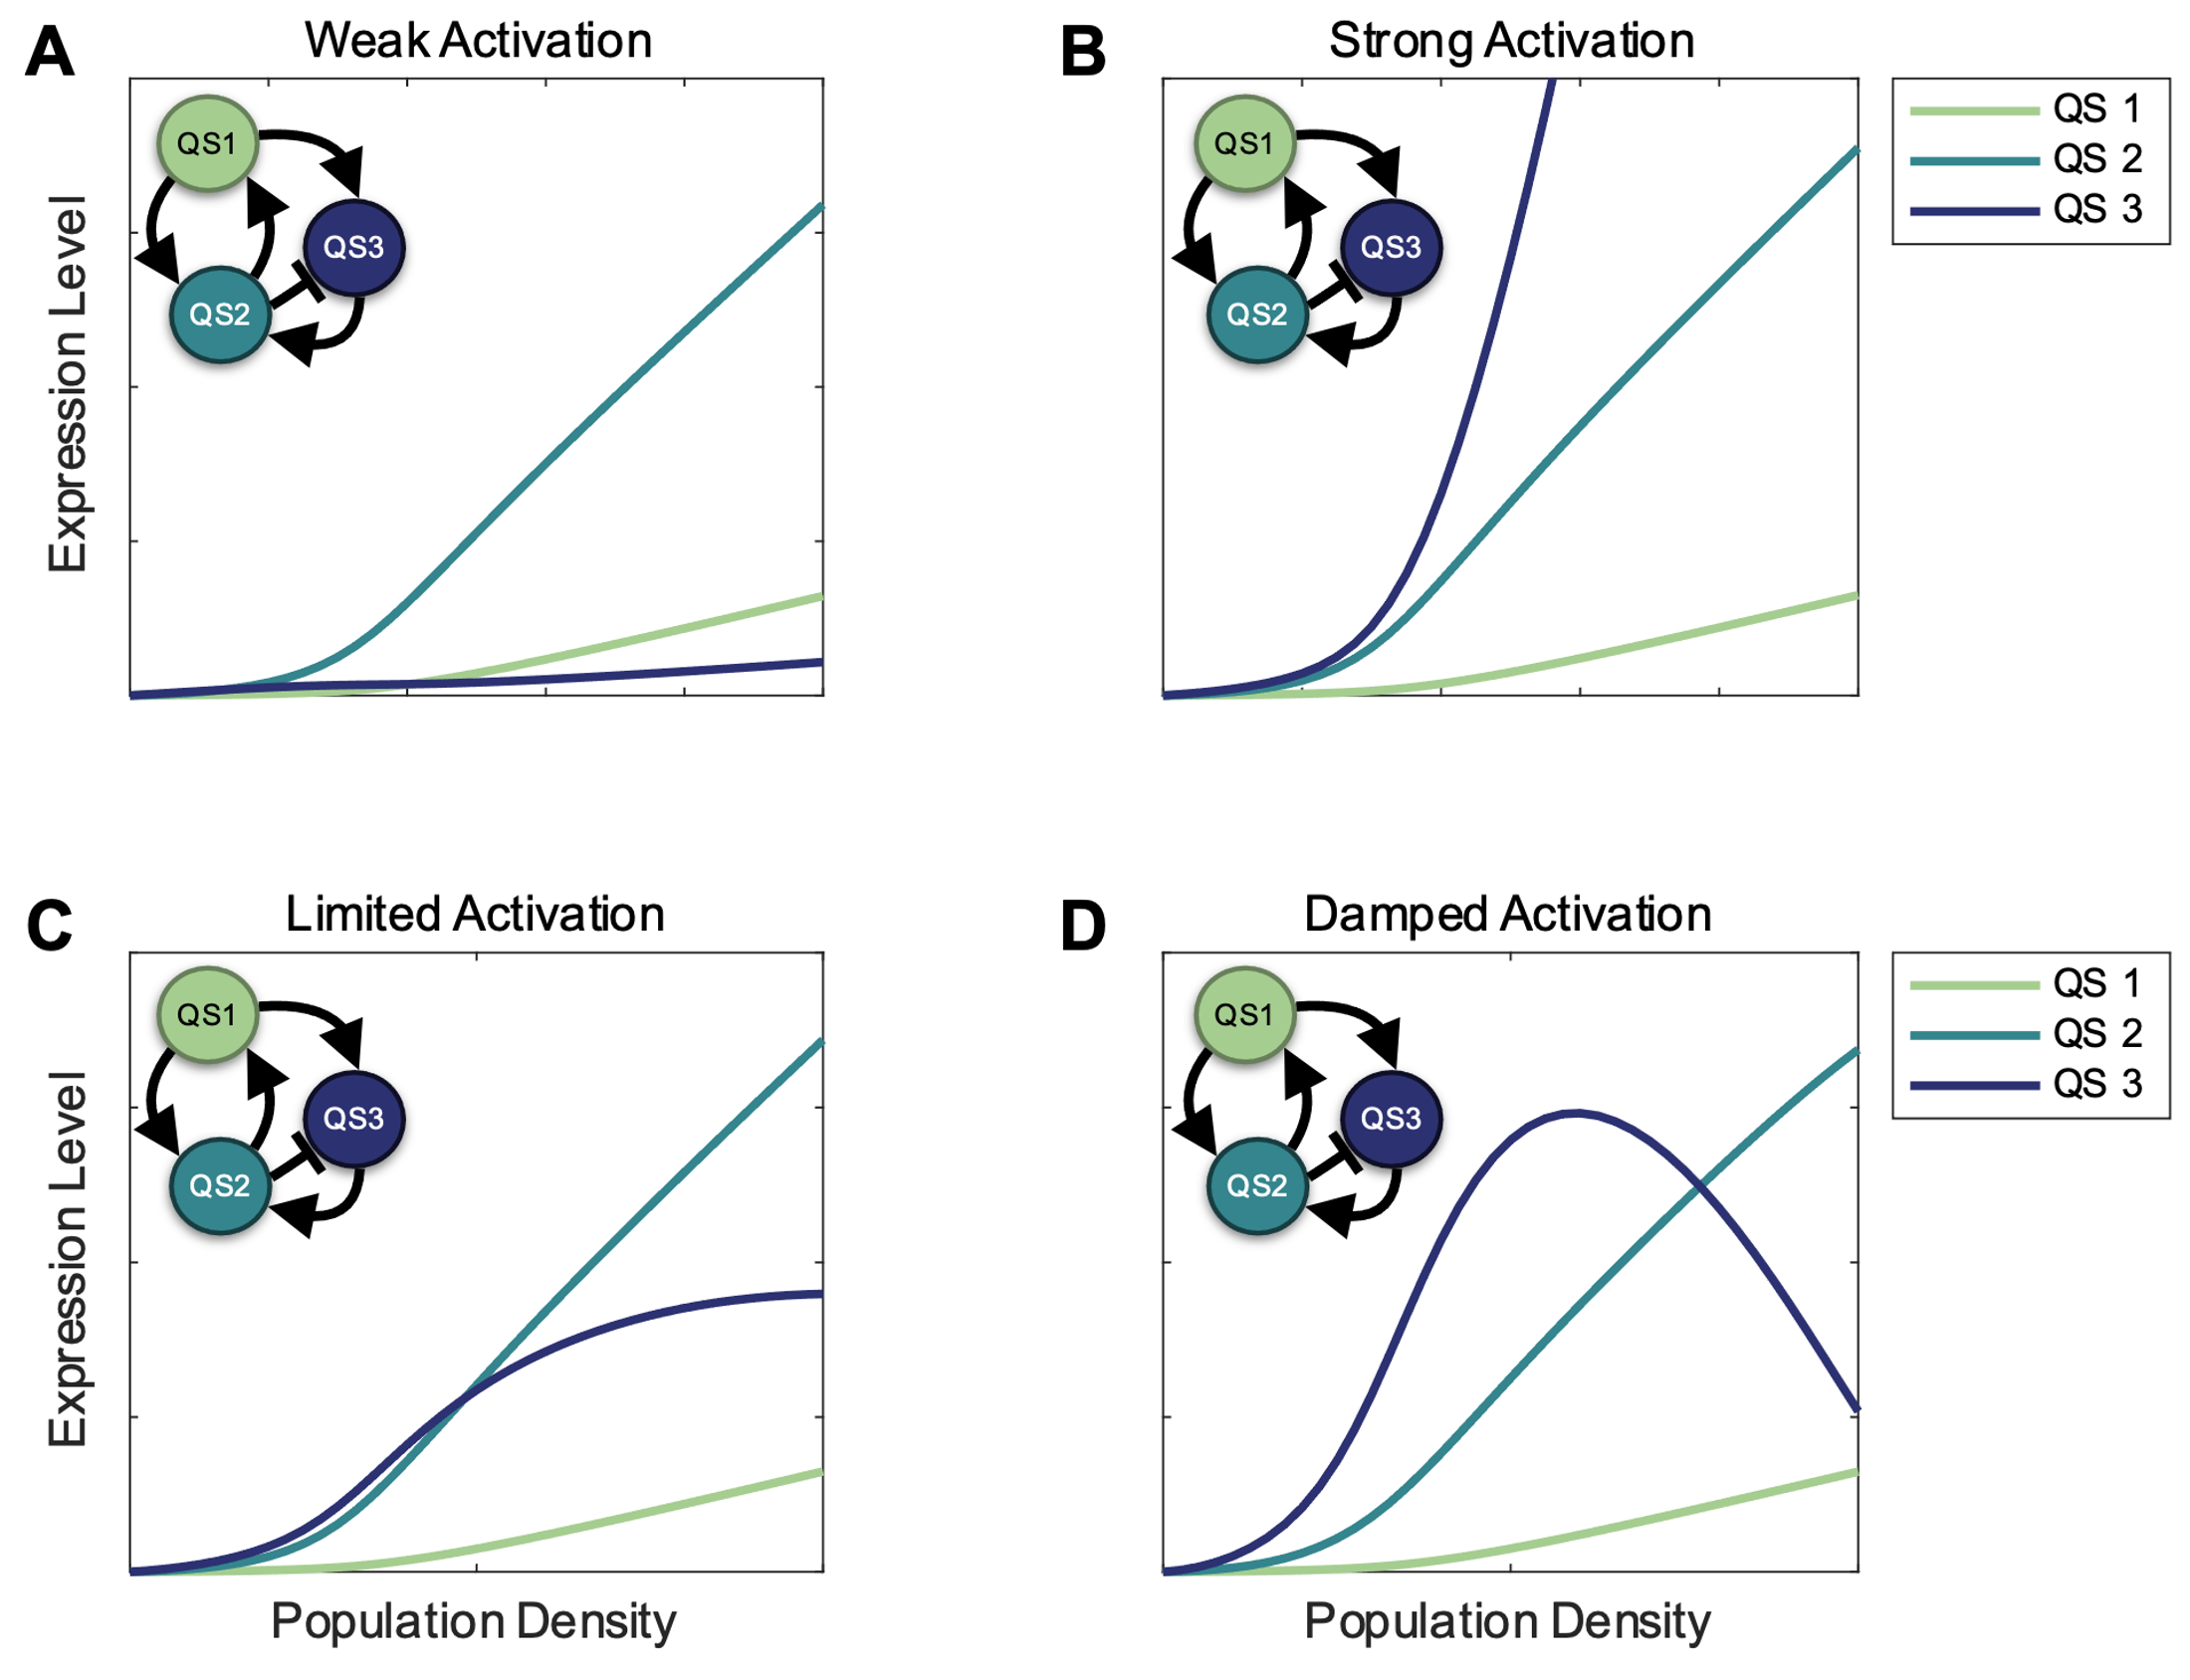 A
Weak Activation
Expression Level
QS1
QS3
QS2
B
Strong Activation
QS1
QS3
QS2
QS 1
QS 2
QS 3
C
Limited Activation
Expression Level
QS1
QS3
QS2
Population Density
D
Damped Activation
QS1
QS3
QS2
Population Density
QS 1
QS 2
QS 3